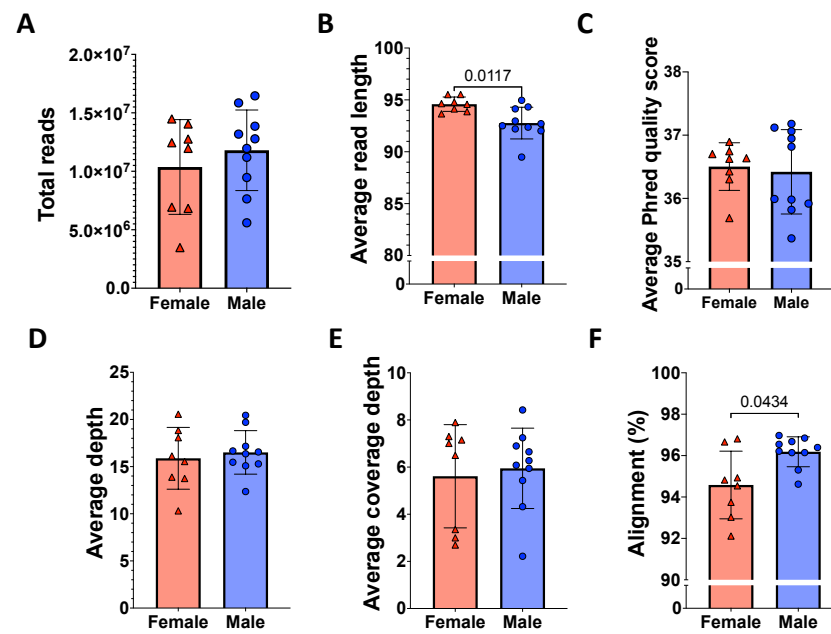 A
Total reads
2.0×10⁷
1.5×10⁷
1.0×10⁷
5.0×10⁶
0.0
Female Male
B
Average read length
100
95
90
85
80
0
0.0117
Female Male
C
Average Phred quality score
38
37
36
35
0
Female Male
D
Average depth
25
20
15
10
5
0
Female Male
E
Average coverage depth
10
8
6
4
2
0
Female Male
F
Alignment (%)
100
98
96
94
92
90
0
0.0434
Female Male